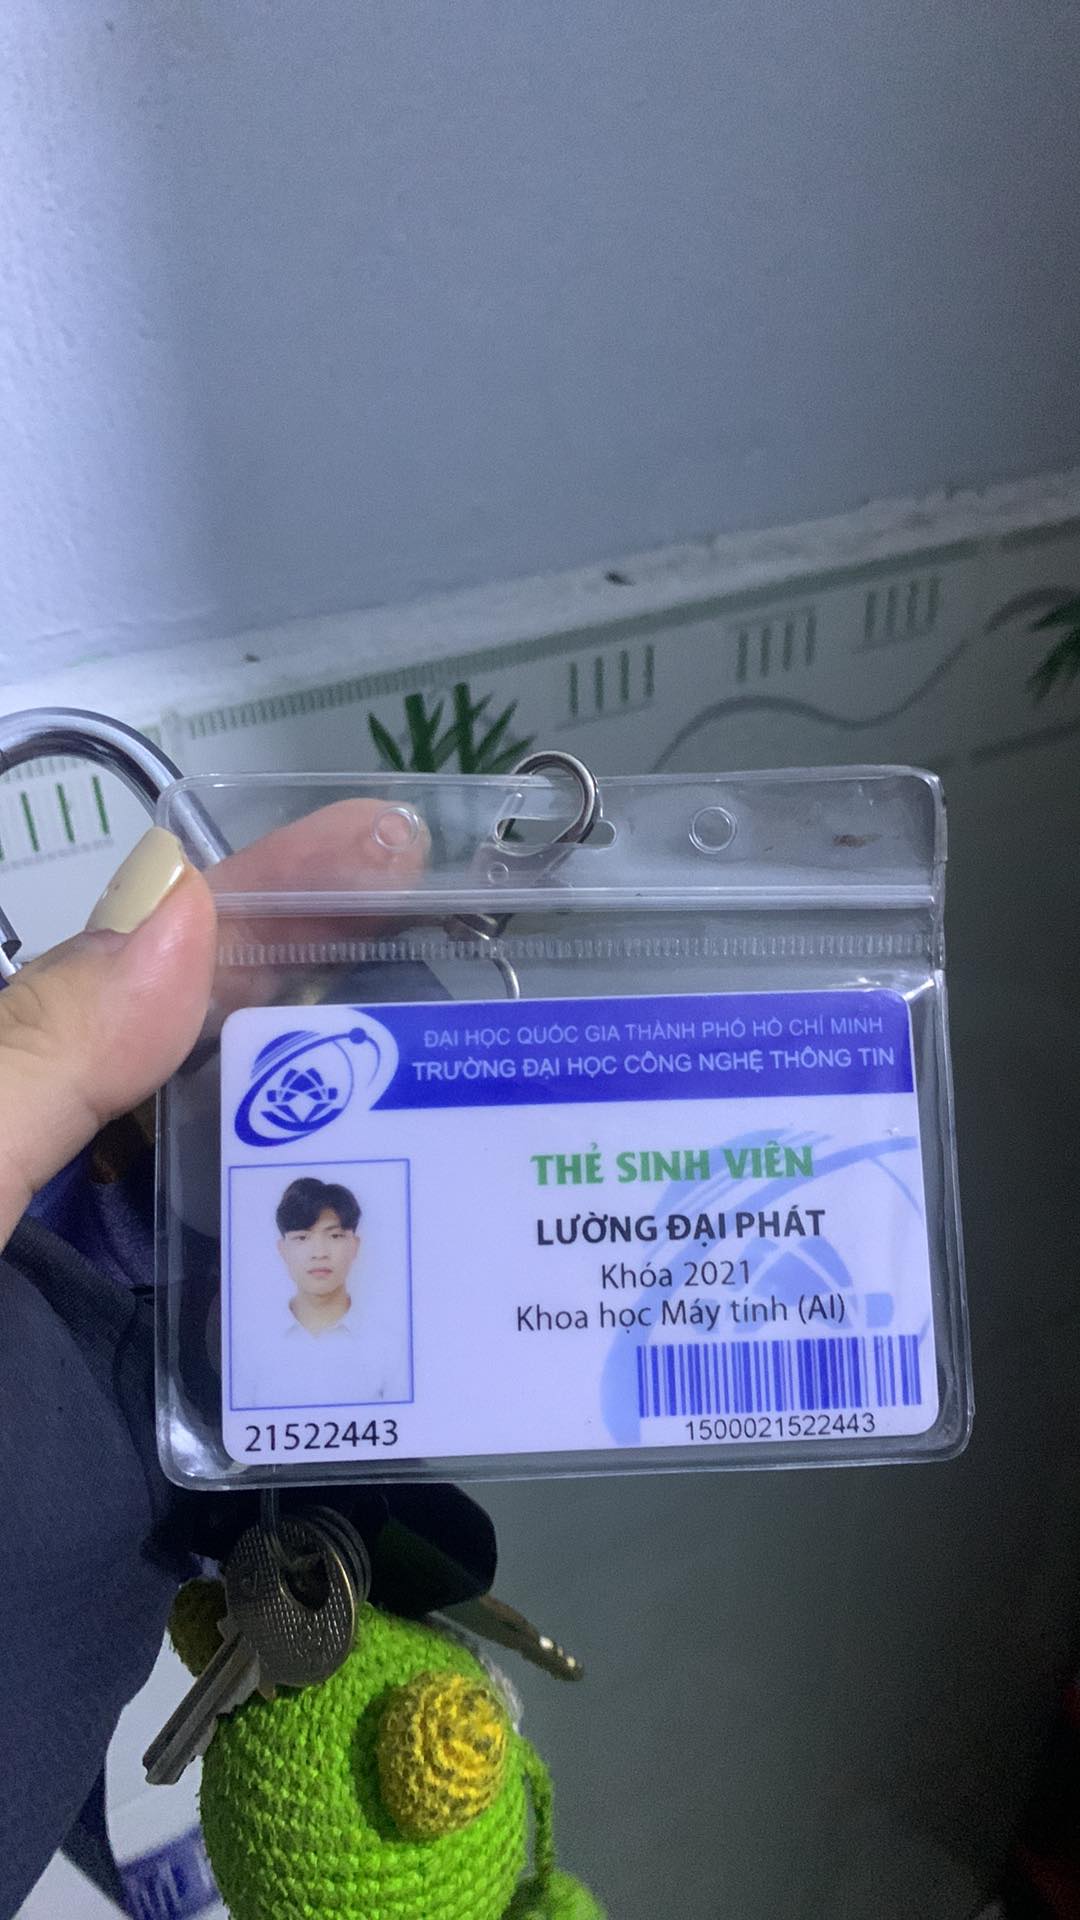 ĐẠI HỌC QUỐC GIA THÀNH PHỐ HỒ CHÍ MINH
TRƯỜNG ĐẠI HỌC CÔNG NGHỆ THÔNG TIN
THẺ SINH VIÊN
LƯỜNG ĐẠI PHÁT
Khóa 2021
Khoa học Máy tính (AI)
21522443
1500021522443